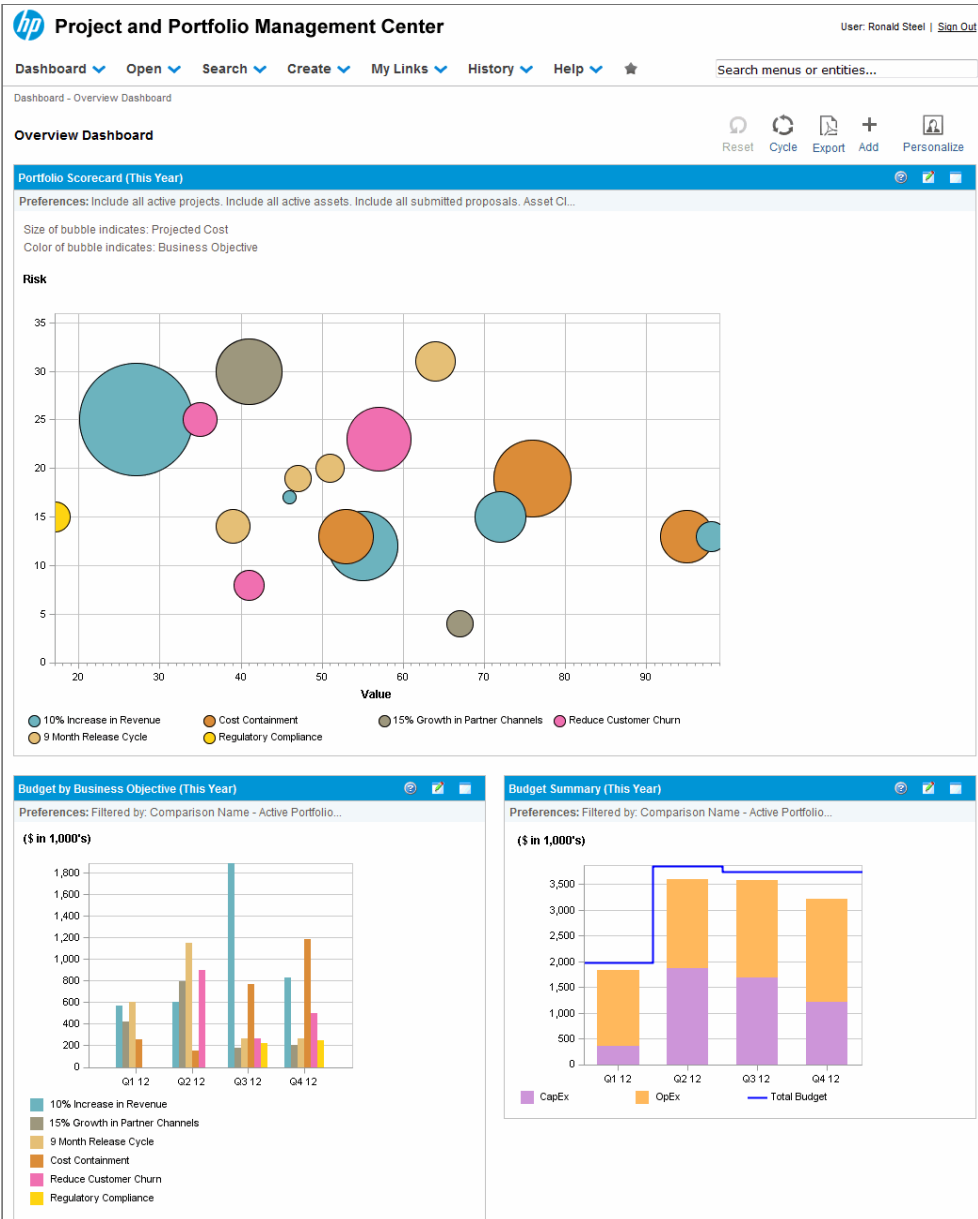 hp Project and Portfolio Management Center
User: Ronald Steel | Sign Out
Dashboard Open Search Create My Links History Help
Search menus or entities...
Dashboard - Overview Dashboard
Overview Dashboard
Reset Cycle Export Add Personalize
Portfolio Scorecard (This Year)
Preferences: Include all active projects. Include all active assets. Include all submitted proposals. Asset Cl...
Size of bubble indicates: Projected Cost
Color of bubble indicates: Business Objective
Risk
35
30
25
20
15
10
5
0
20 30 40 50 60 70 80 90
Value
10% Increase in Revenue Cost Containment 15% Growth in Partner Channels Reduce Customer Churn
9 Month Release Cycle Regulatory Compliance
Budget by Business Objective (This Year)
Preferences: Filtered by: Comparison Name - Active Portfolio...
($ in 1,000's)
1,800
1,600
1,400
1,200
1,000
800
600
400
200
0
Q1 12 Q2 12 Q3 12 Q4 12
10% Increase in Revenue
15% Growth in Partner Channels
9 Month Release Cycle
Cost Containment
Reduce Customer Churn
Regulatory Compliance
Budget Summary (This Year)
Preferences: Filtered by: Comparison Name - Active Portfolio...
($ in 1,000's)
3,500
3,000
2,500
2,000
1,500
1,000
500
0
Q1 12 Q2 12 Q3 12 Q4 12
CapEx OpEx Total Budget